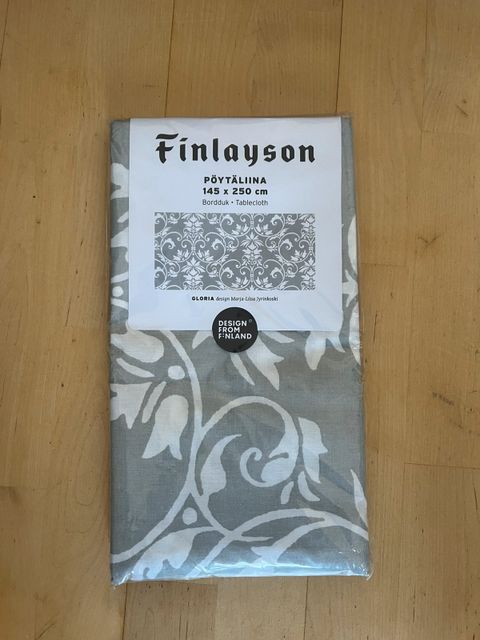 Finlayson
PÖYTÄLIINA
145 x 250 cm
Bordduk • Tablecloth
GLORIA design Marja-Liisa Jyrinkoski
DESIGN
FROM
FINLAND